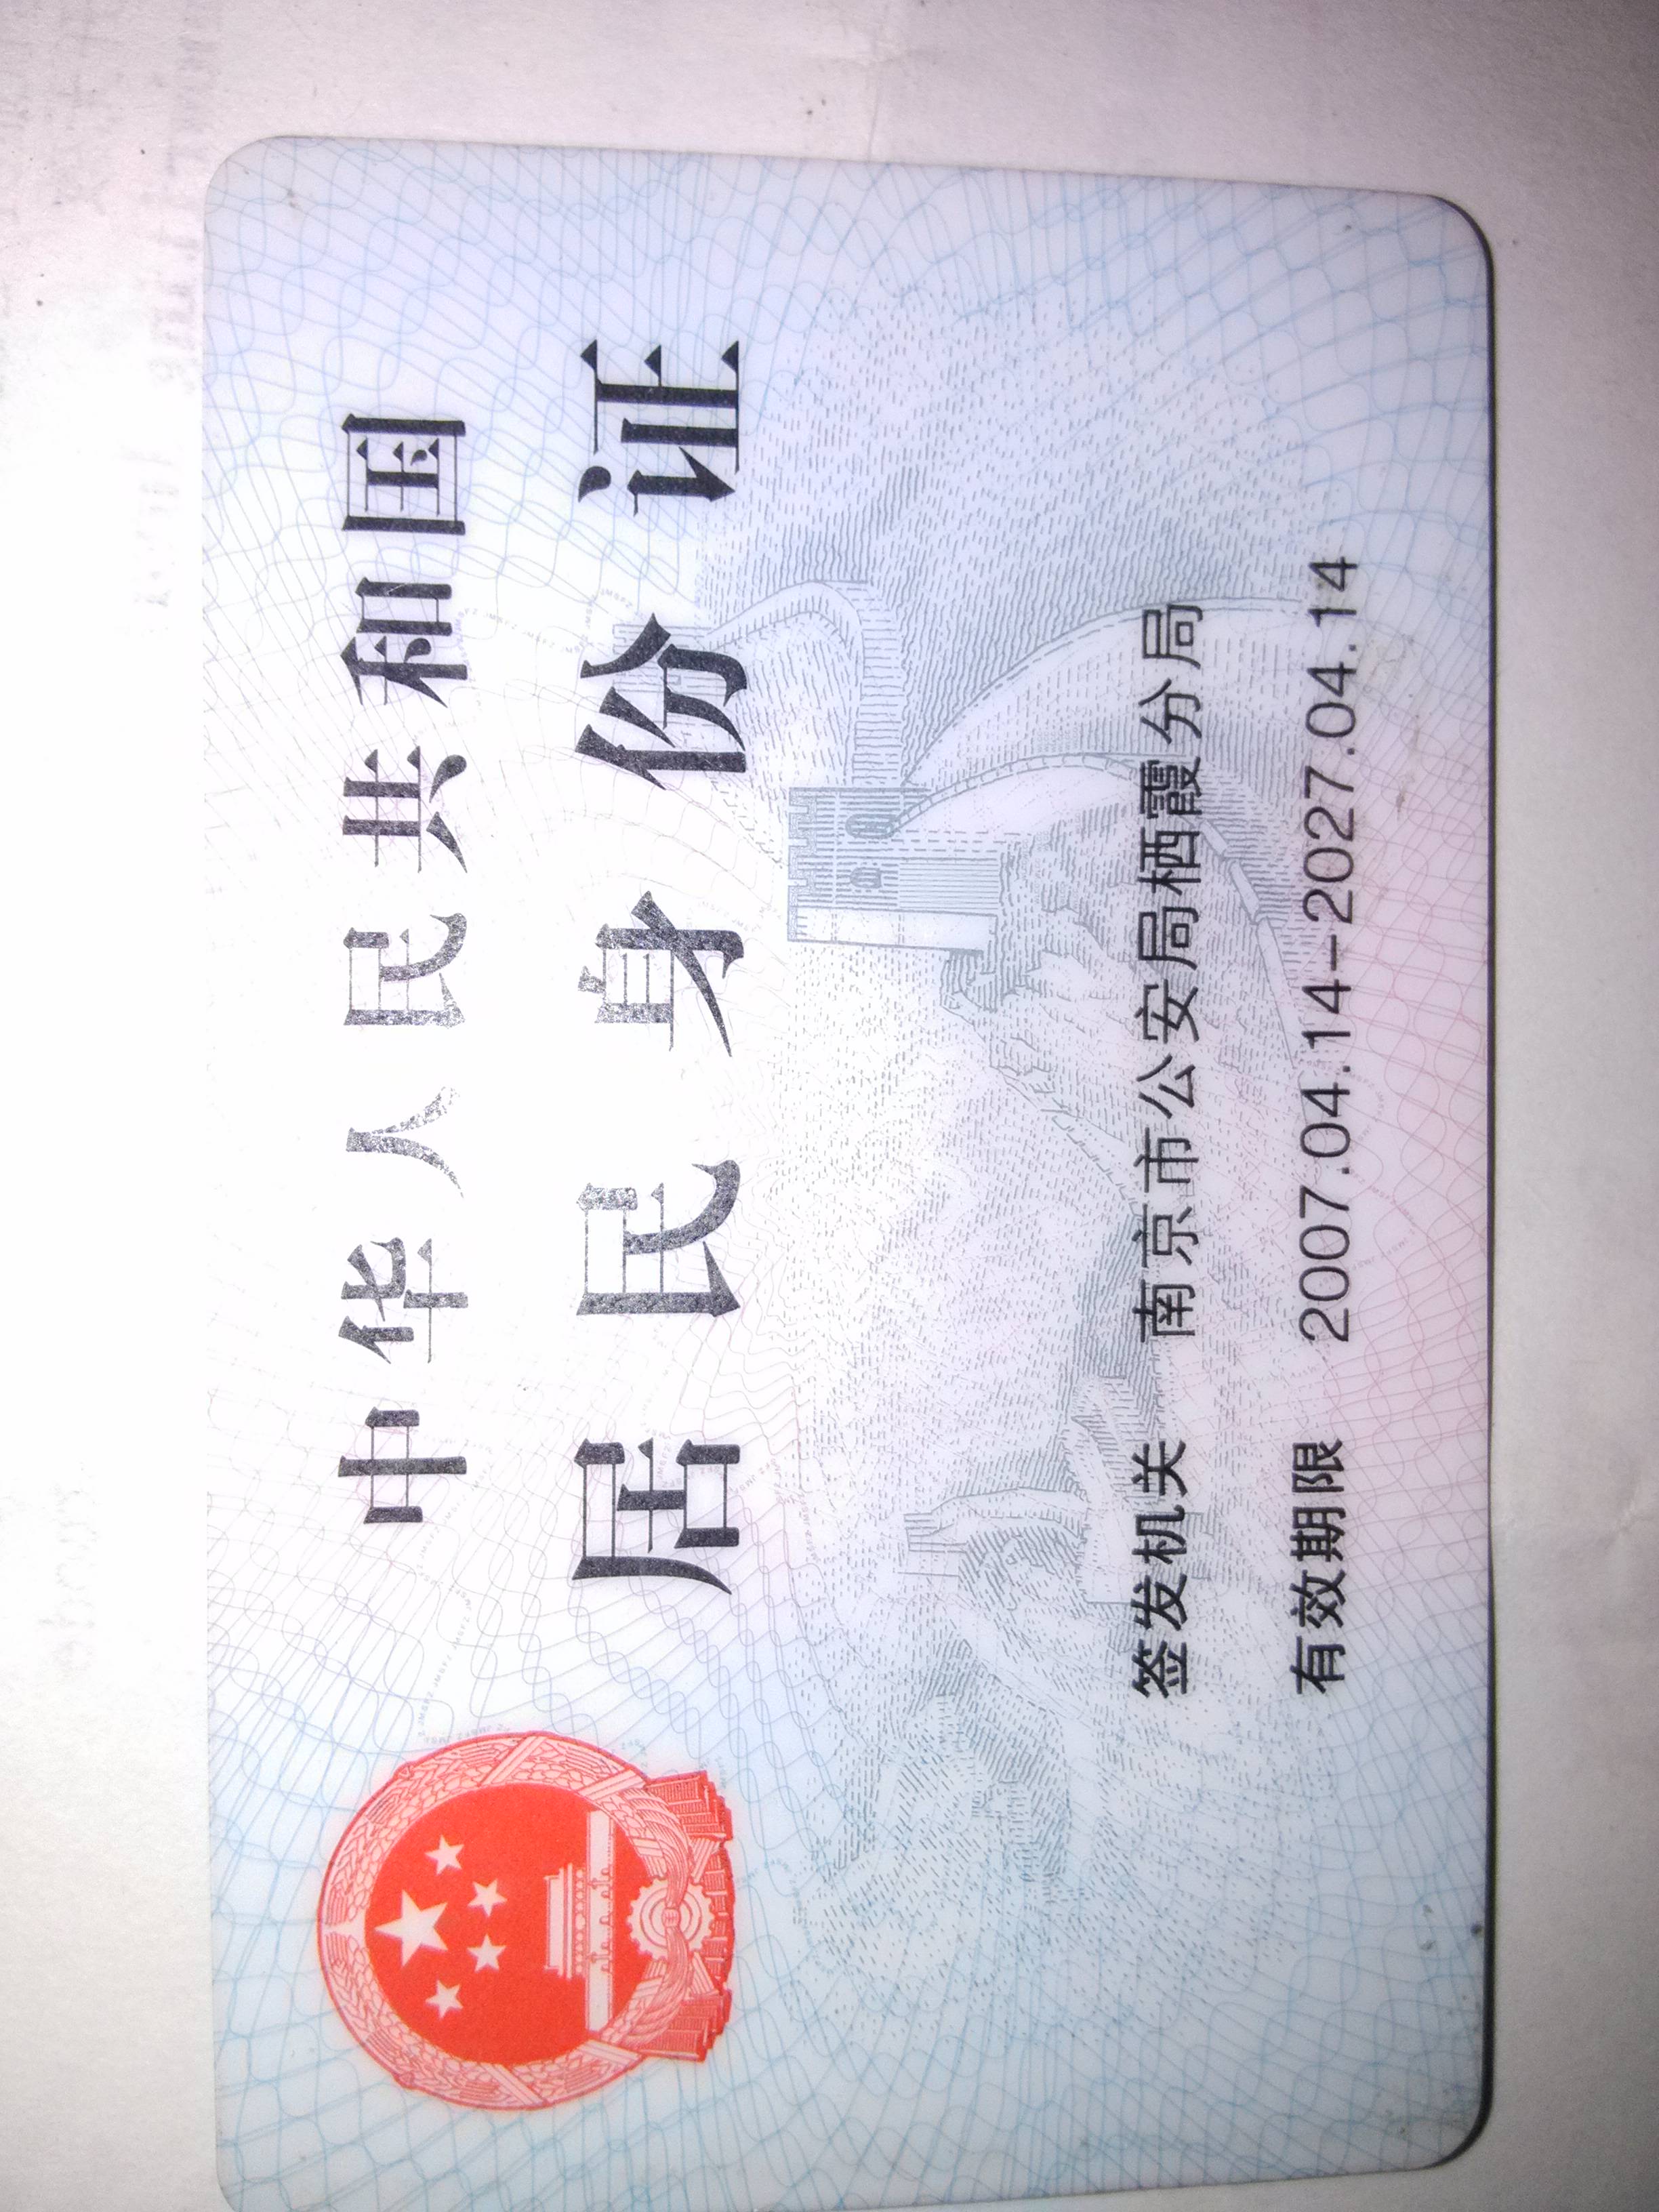 中华人民共和国
居民身份证
签发机关 南京市公安局栖霞分局
有效期限 2007.04.14-2027.04.14